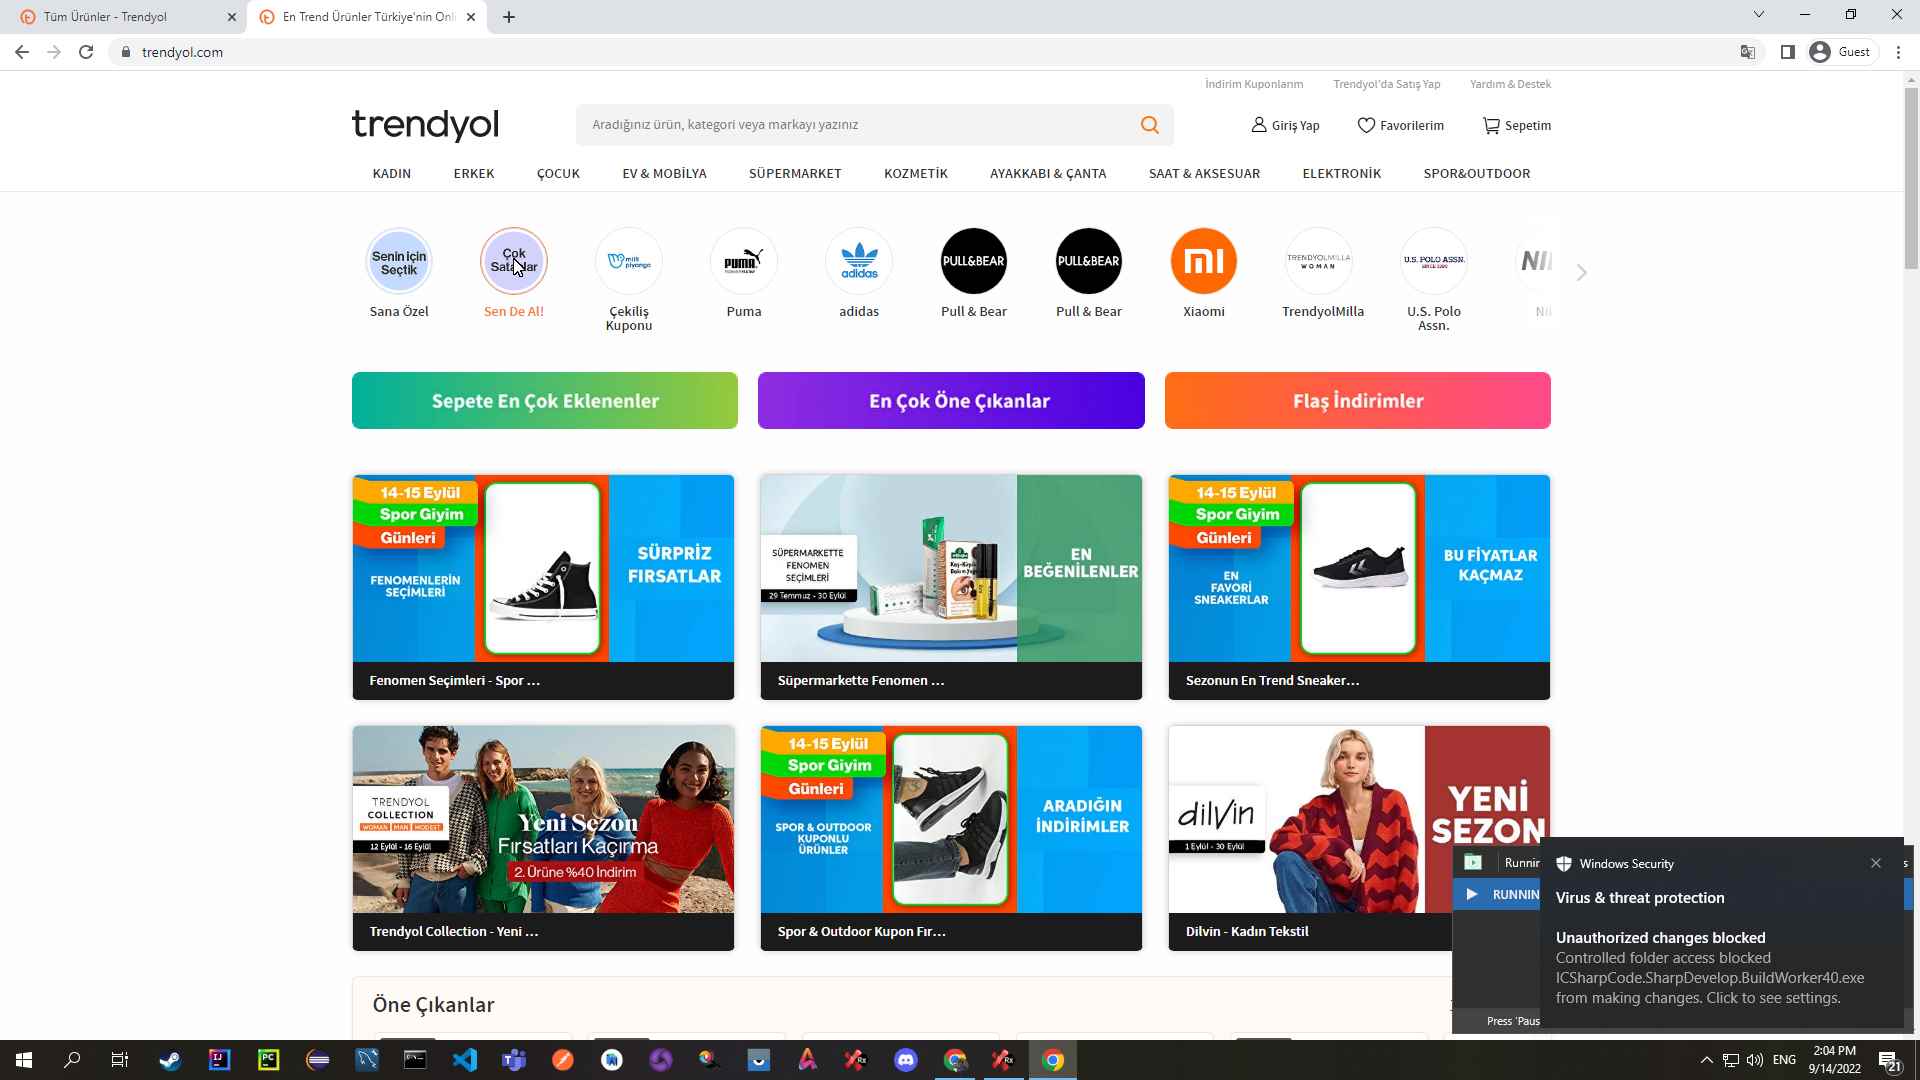 Tüm Ürünler - Trendyol
En Trend Ürünler Türkiye'nin Onli
trendyol.com
Guest
İndirim Kuponlarım
Trendyol'da Satış Yap
Yardım & Destek
trendyol
Aradığınız ürün, kategori veya markayı yazınız
Giriş Yap
Favorilerim
Sepetim
KADIN
ERKEK
ÇOCUK
EV & MOBİLYA
SÜPERMARKET
KOZMETİK
AYAKKABI & ÇANTA
SAAT & AKSESUAR
ELEKTRONİK
SPOR&OUTDOOR
Senin için
Seçtik
Sana Özel
Çok
Satanlar
Sen De Al!
milli
piyango
Çekiliş
Kuponu
PUMA
Puma
adidas
adidas
PULL&BEAR
Pull & Bear
PULL&BEAR
Pull & Bear
mi
Xiaomi
TRENDYOLMILLA
WOMAN
TrendyolMilla
U.S. POLO ASSN.
SINCE 1890
U.S. Polo
Assn.
NI
Ni
Sepete En Çok Eklenenler
En Çok Öne Çıkanlar
Flaş İndirimler
14-15 Eylül
Spor Giyim
Günleri
FENOMENLERİN
SEÇİMLERİ
SÜRPRİZ
FIRSATLAR
Fenomen Seçimleri - Spor ...
SÜPERMARKETTE
FENOMEN
SEÇİMLERİ
29 Temmuz - 30 Eylül
EN
BEĞENİLENLER
Süpermarkette Fenomen ...
14-15 Eylül
Spor Giyim
Günleri
EN
FAVORİ
SNEAKERLAR
BU FİYATLAR
KAÇMAZ
Sezonun En Trend Sneaker...
TRENDYOL
COLLECTION
WOMAN | MAN | MODEST
12 Eylül - 16 Eylül
Yeni Sezon
Fırsatları Kaçırma
2. Ürüne %40 İndirim
Trendyol Collection - Yeni ...
14-15 Eylül
Spor Giyim
Günleri
SPOR & OUTDOOR
KUPONLU
ÜRÜNLER
ARADIĞIN
İNDİRİMLER
Spor & Outdoor Kupon Fır...
dilvin
1 Eylül - 30 Eylül
YENİ
SEZON
Dilvin - Kadın Tekstil
Öne Çıkanlar
Runnin
s
RUNNIN
Press 'Paus
Windows Security
Virus & threat protection
Unauthorized changes blocked
Controlled folder access blocked
ICSharpCode.SharpDevelop.BuildWorker40.exe
from making changes. Click to see settings.
ENG
2:04 PM
9/14/2022
21